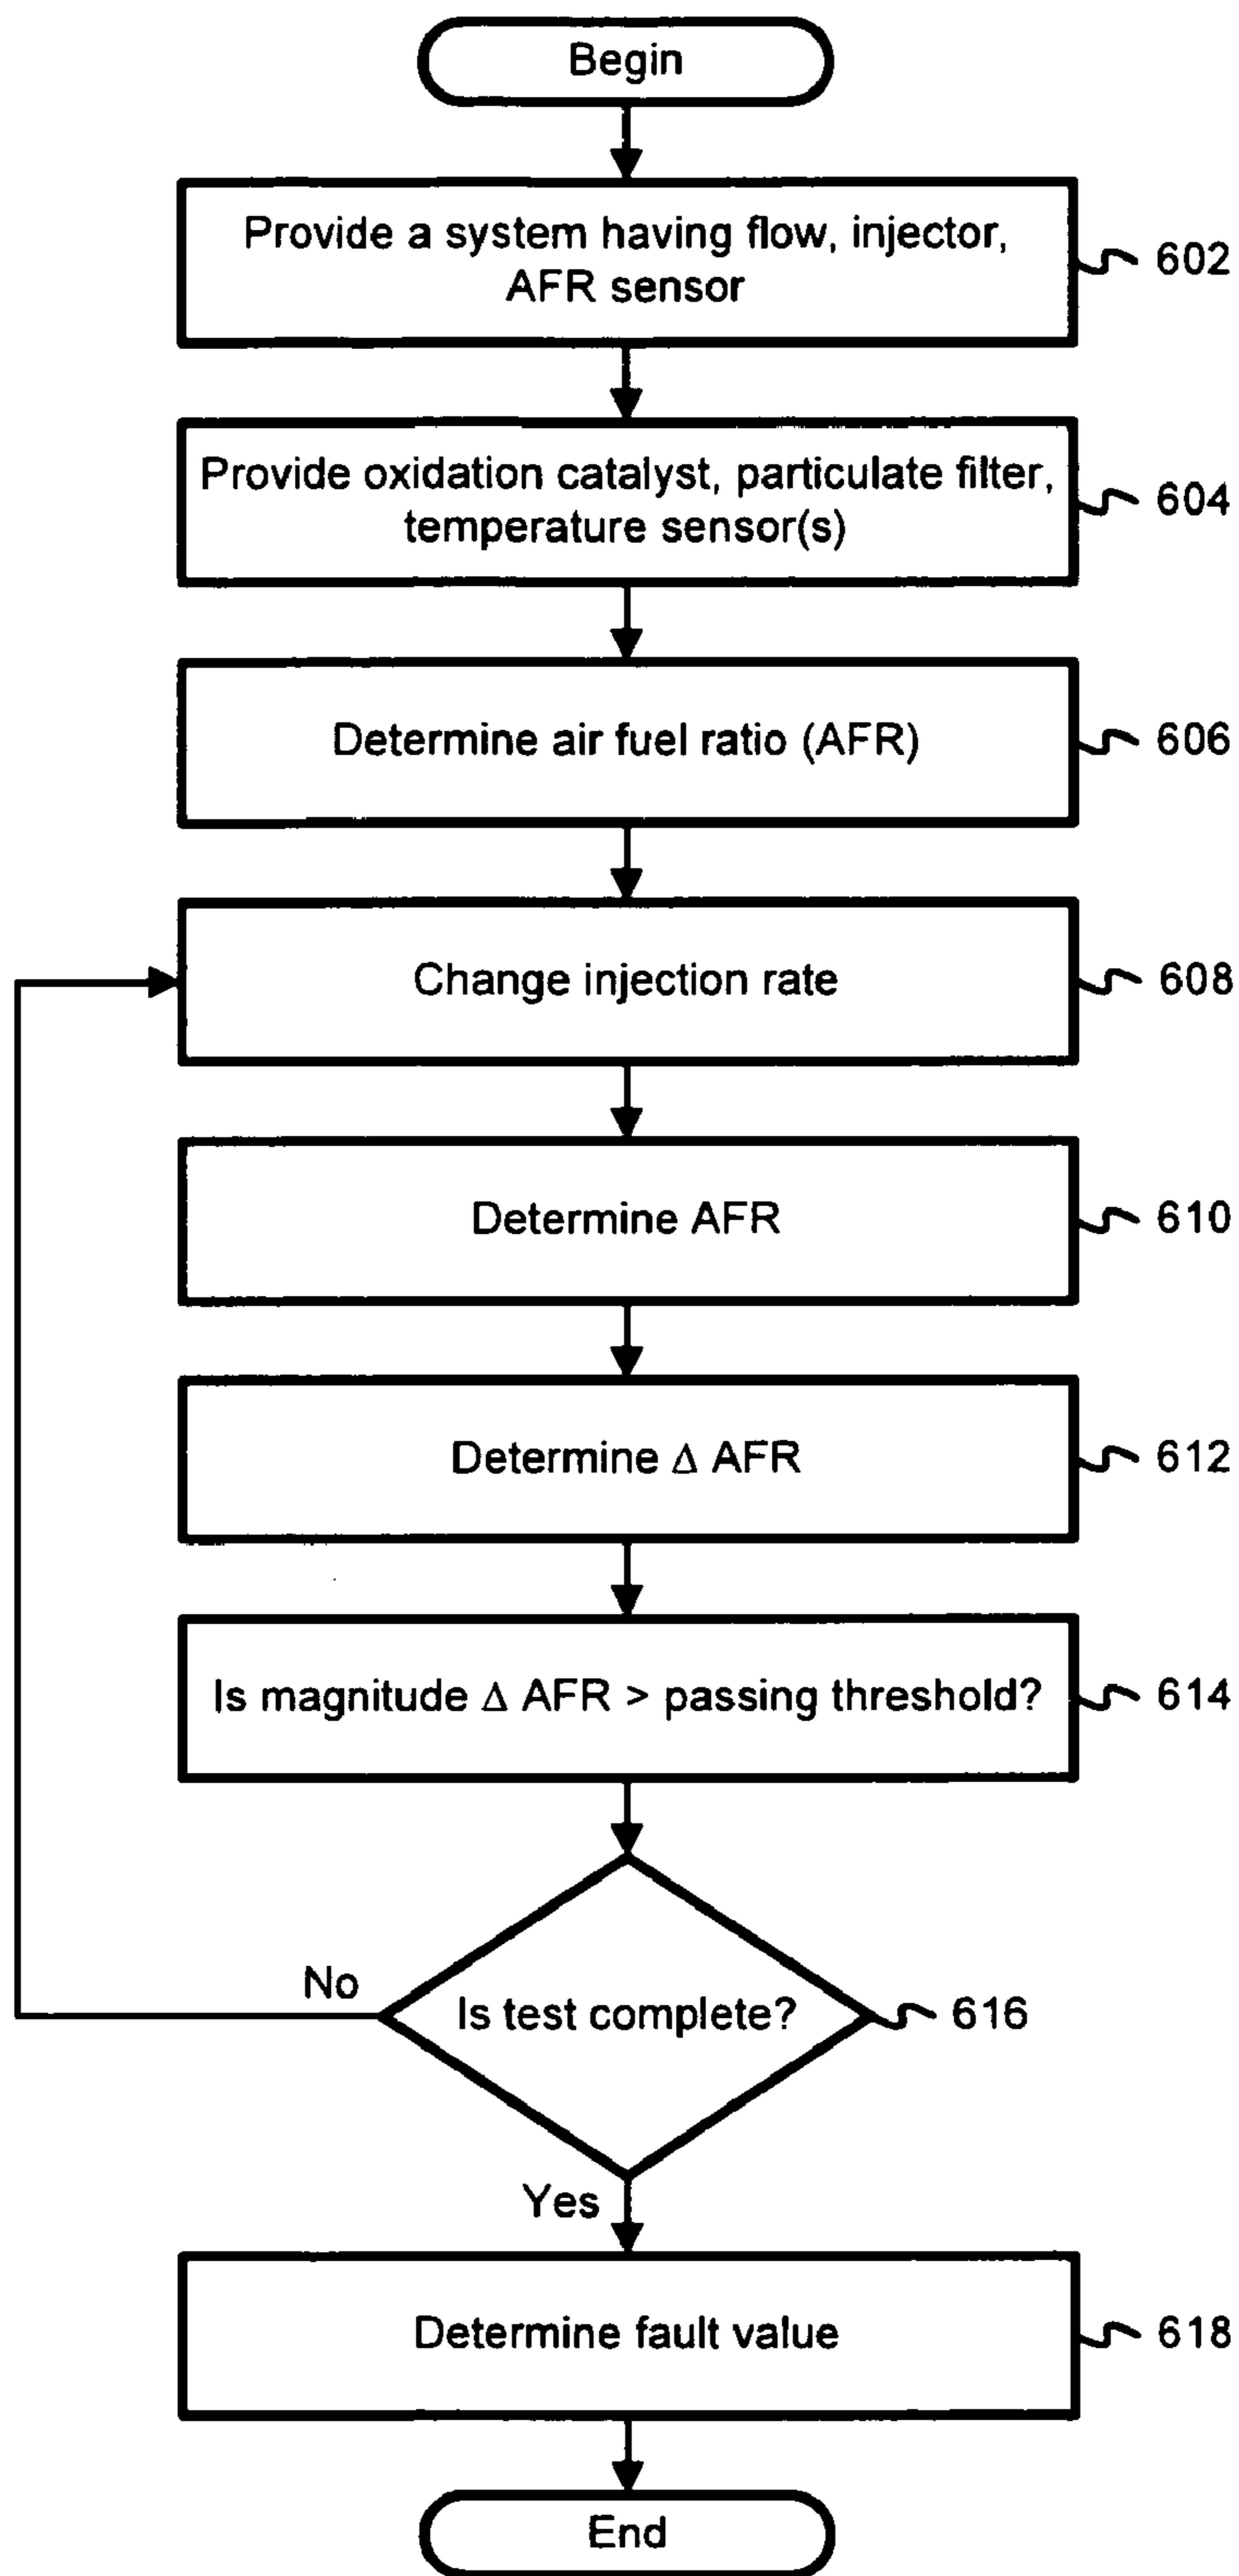 Begin
Provide a system having flow, injector,
AFR sensor
602
Provide oxidation catalyst, particulate filter,
temperature sensor(s)
604
Determine air fuel ratio (AFR)
606
Change injection rate
608
Determine AFR
610
Determine Δ AFR
612
Is magnitude Δ AFR > passing threshold?
614
No
Is test complete?
616
Yes
Determine fault value
618
End